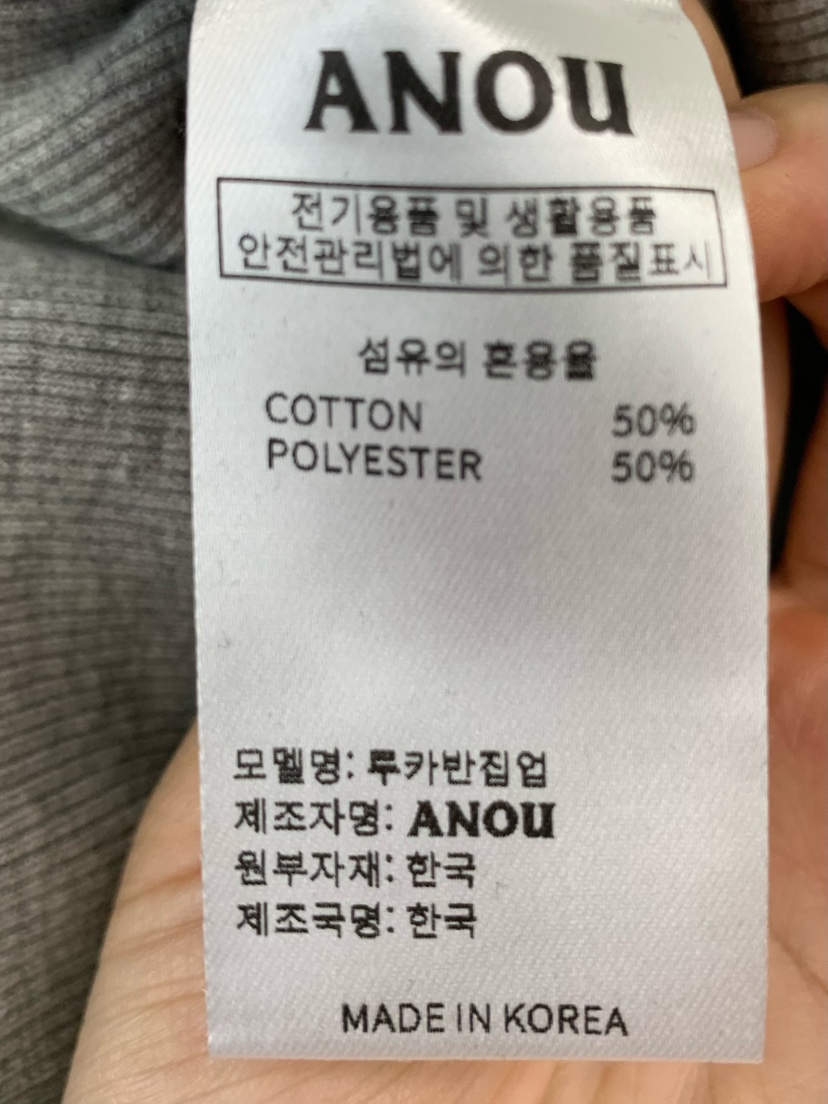 ANOU
전기용품 및 생활용품
안전관리법에 의한 품질표시
섬유의 혼용율
COTTON 50%
POLYESTER 50%
모델명: 루카반집업
제조자명: ANOU
원부자재: 한국
제조국명: 한국
MADE IN KOREA